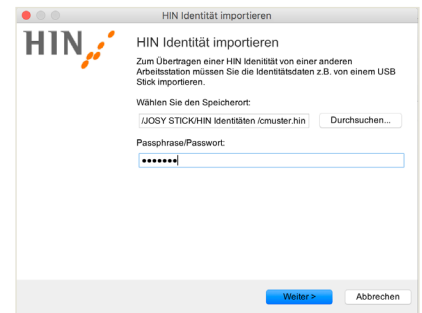 HIN Identität importieren
HIN
HIN Identität importieren
Zum Übertragen einer HIN Idenitität von einer anderen
Arbeitsstation müssen Sie die Identitätsdaten z.B. von einem USB
Stick importieren.
Wählen Sie den Speicherort:
/JOSY STICK/HIN Identitäten /cmuster.hin
Durchsuchen...
Passphrase/Passwort:
•••••••
Weiter >
Abbrechen